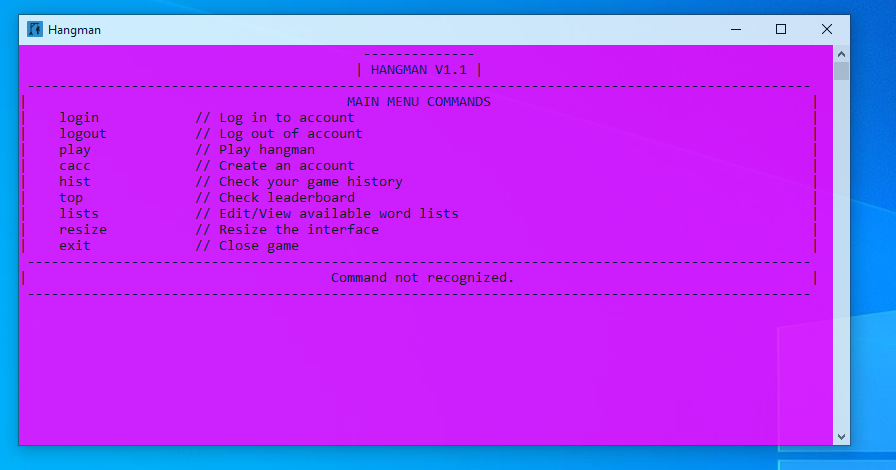 Hangman
--------------
| HANGMAN V1.1 |
--------------------------------------------------------------------------------------------------
| MAIN MENU COMMANDS |
| login // Log in to account |
| logout // Log out of account |
| play // Play hangman |
| cacc // Create an account |
| hist // Check your game history |
| top // Check leaderboard |
| lists // Edit/View available word lists |
| resize // Resize the interface |
| exit // Close game |
--------------------------------------------------------------------------------------------------
| Command not recognized. |
--------------------------------------------------------------------------------------------------